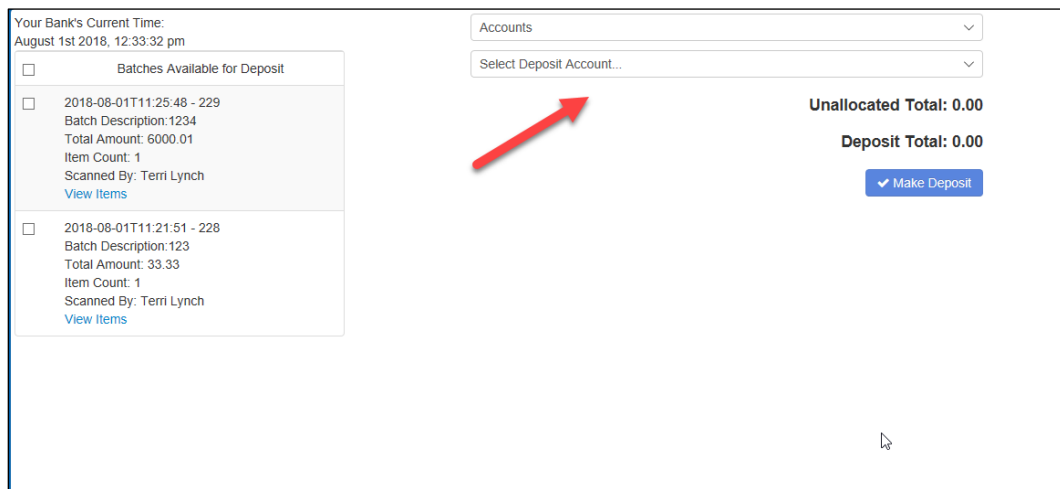 Your Bank's Current Time:
August 1st 2018, 12:33:32 pm
Batches Available for Deposit
2018-08-01T11:25:48 - 229
Batch Description:1234
Total Amount: 6000.01
Item Count: 1
Scanned By: Terri Lynch
View Items
2018-08-01T11:21:51 - 228
Batch Description:123
Total Amount: 33.33
Item Count: 1
Scanned By: Terri Lynch
View Items
Accounts
Select Deposit Account...
Unallocated Total: 0.00
Deposit Total: 0.00
Make Deposit